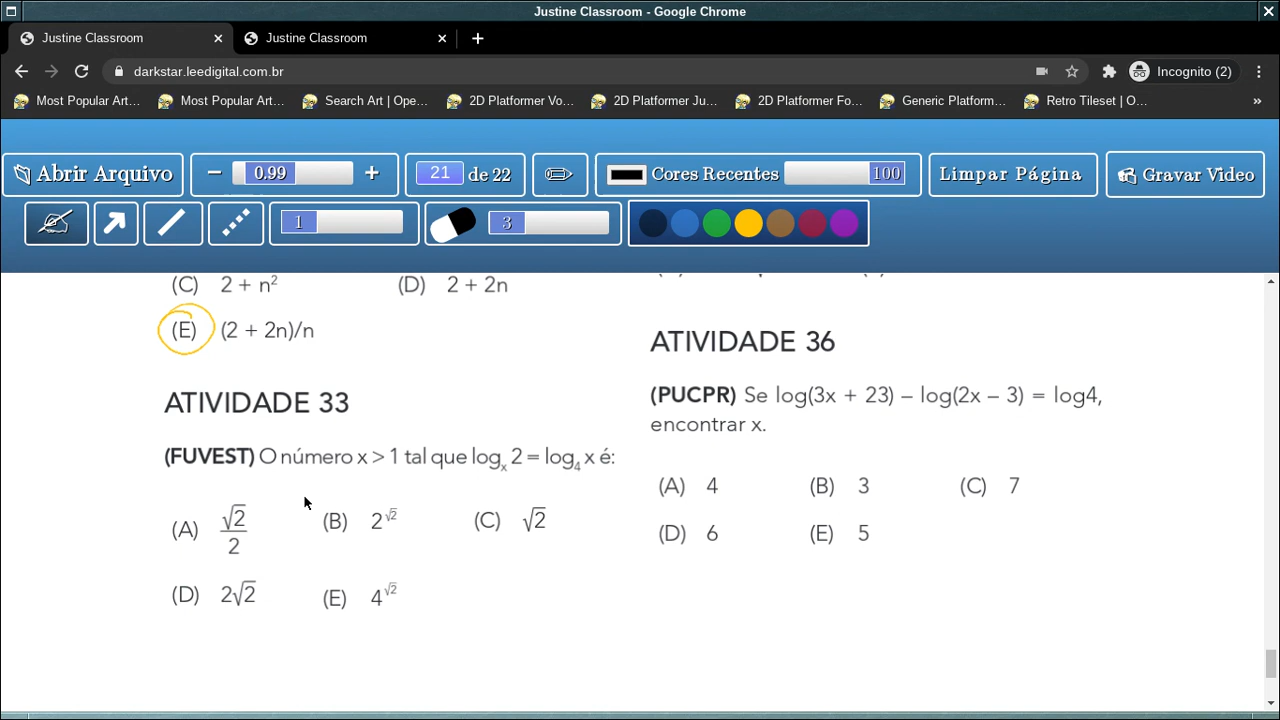 Justine Classroom - Google Chrome
Justine Classroom
Justine Classroom
darkstar.leedigital.com.br
Incognito (2)
Most Popular Art...
Most Popular Art...
Search Art | Ope...
2D Platformer Vo...
2D Platformer Ju...
2D Platformer Fo...
Generic Platform...
Retro Tileset | O...
Abrir Arquivo
0.99
21 de 22
Cores Recentes
100
Limpar Página
Gravar Video
1
3
(C) 2 + n²
(D) 2 + 2n
(E) (2 + 2n)/n
ATIVIDADE 33
(FUVEST) O número x > 1 tal que logₓ 2 = log₄ x é:
(A) √2/2
(B) 2^√2
(C) √2
(D) 2√2
(E) 4^√2
ATIVIDADE 36
(PUCPR) Se log(3x + 23) – log(2x – 3) = log4,
encontrar x.
(A) 4
(B) 3
(C) 7
(D) 6
(E) 5